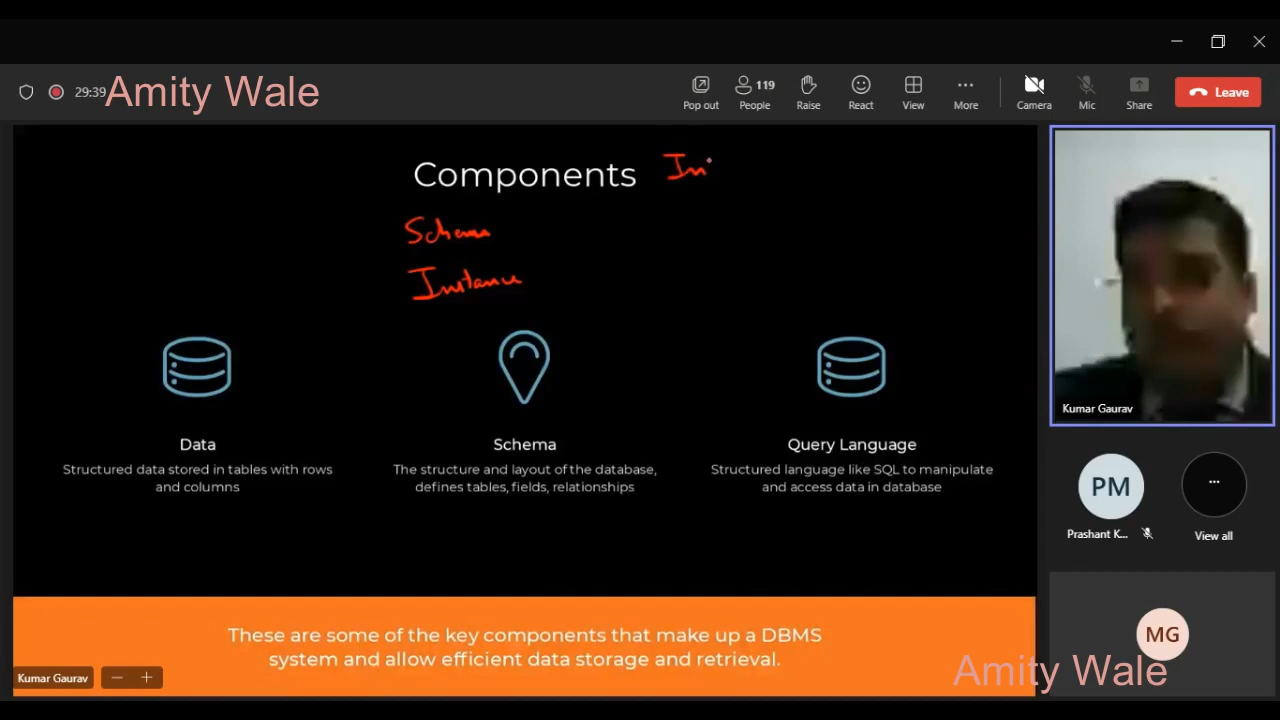 29:39
Amity Wale
Pop out
119
People
Raise
React
View
More
Camera
Mic
Share
Leave
Components
In
Schema
Instance
Data
Structured data stored in tables with rows
and columns
Schema
The structure and layout of the database,
defines tables, fields, relationships
Query Language
Structured language like SQL to manipulate
and access data in database
These are some of the key components that make up a DBMS
system and allow efficient data storage and retrieval.
Kumar Gaurav
Kumar Gaurav
PM
Prashant K...
View all
MG
Amity Wale